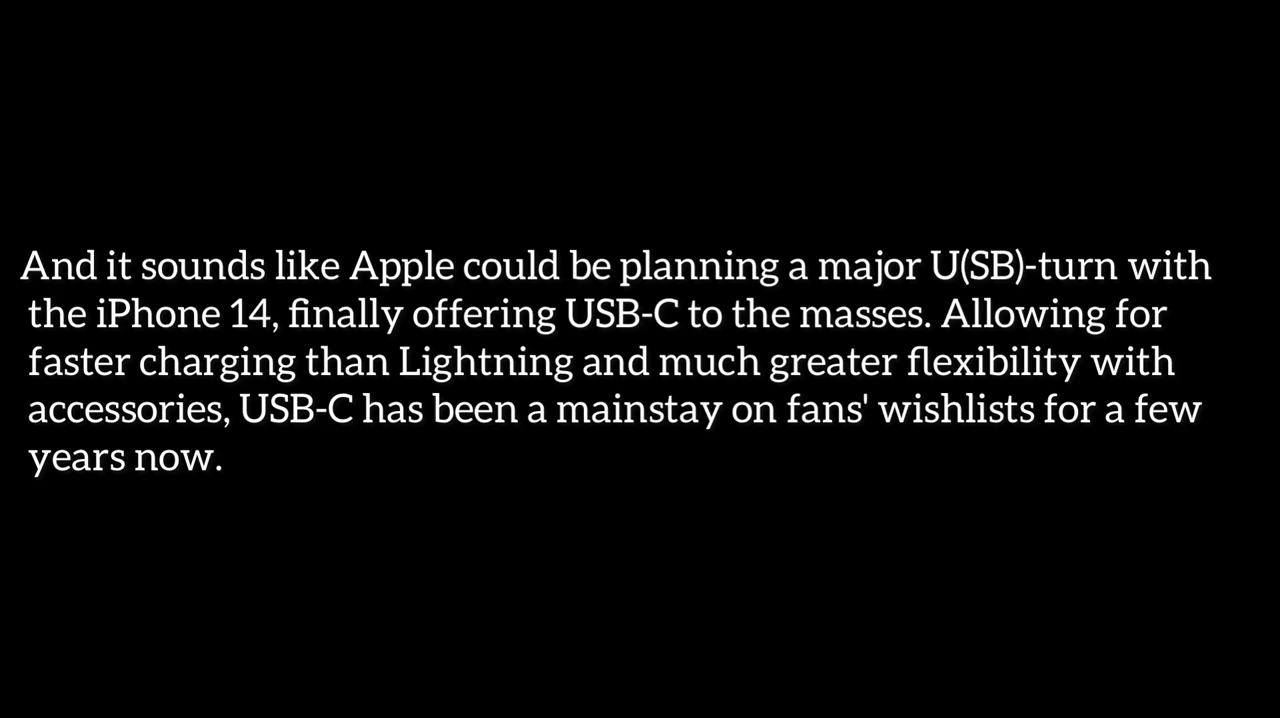 And it sounds like Apple could be planning a major U(SB)-turn with
the iPhone 14, finally offering USB-C to the masses. Allowing for
faster charging than Lightning and much greater flexibility with
accessories, USB-C has been a mainstay on fans' wishlists for a few
years now.